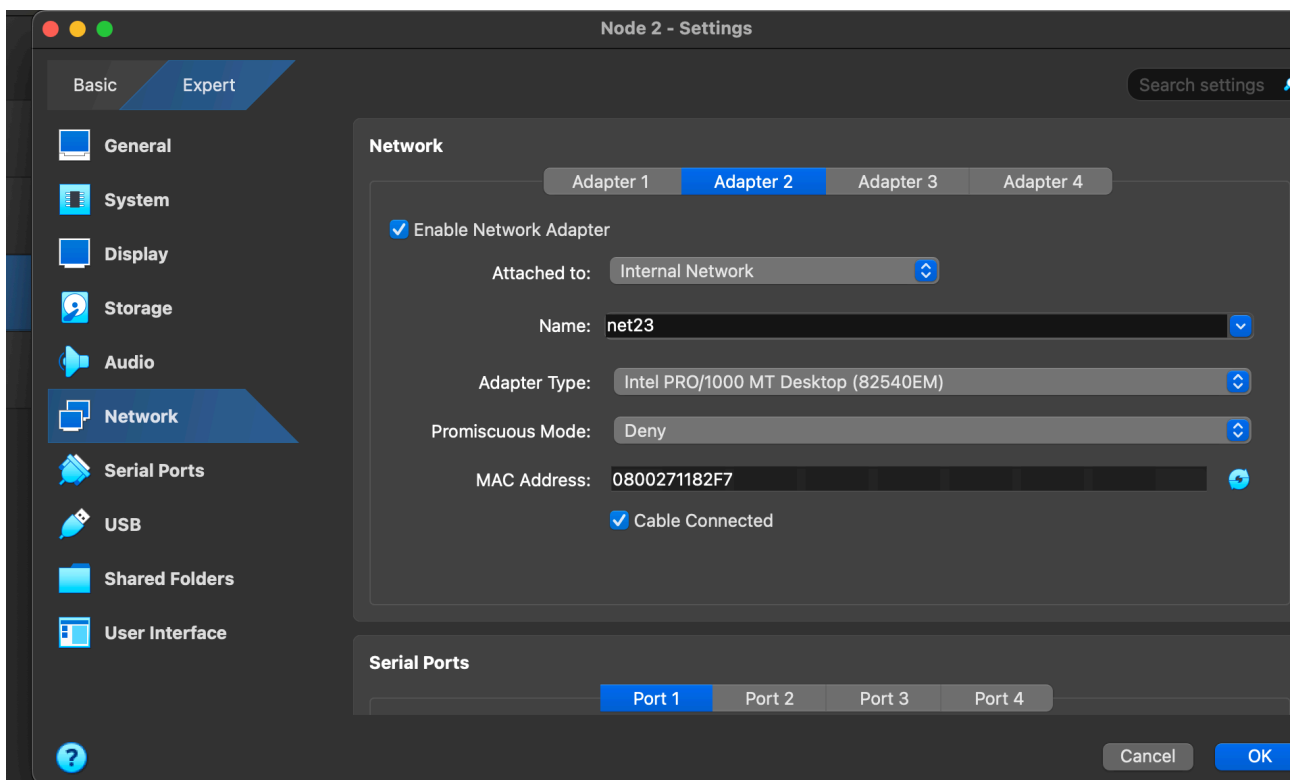 Node 2 - Settings
Basic Expert Search settings
General
System
Display
Storage
Audio
Network
Serial Ports
USB
Shared Folders
User Interface
Network
Adapter 1 Adapter 2 Adapter 3 Adapter 4
Enable Network Adapter
Attached to: Internal Network
Name: net23
Adapter Type: Intel PRO/1000 MT Desktop (82540EM)
Promiscuous Mode: Deny
MAC Address: 0800271182F7
Cable Connected
Serial Ports
Port 1 Port 2 Port 3 Port 4
? Cancel OK